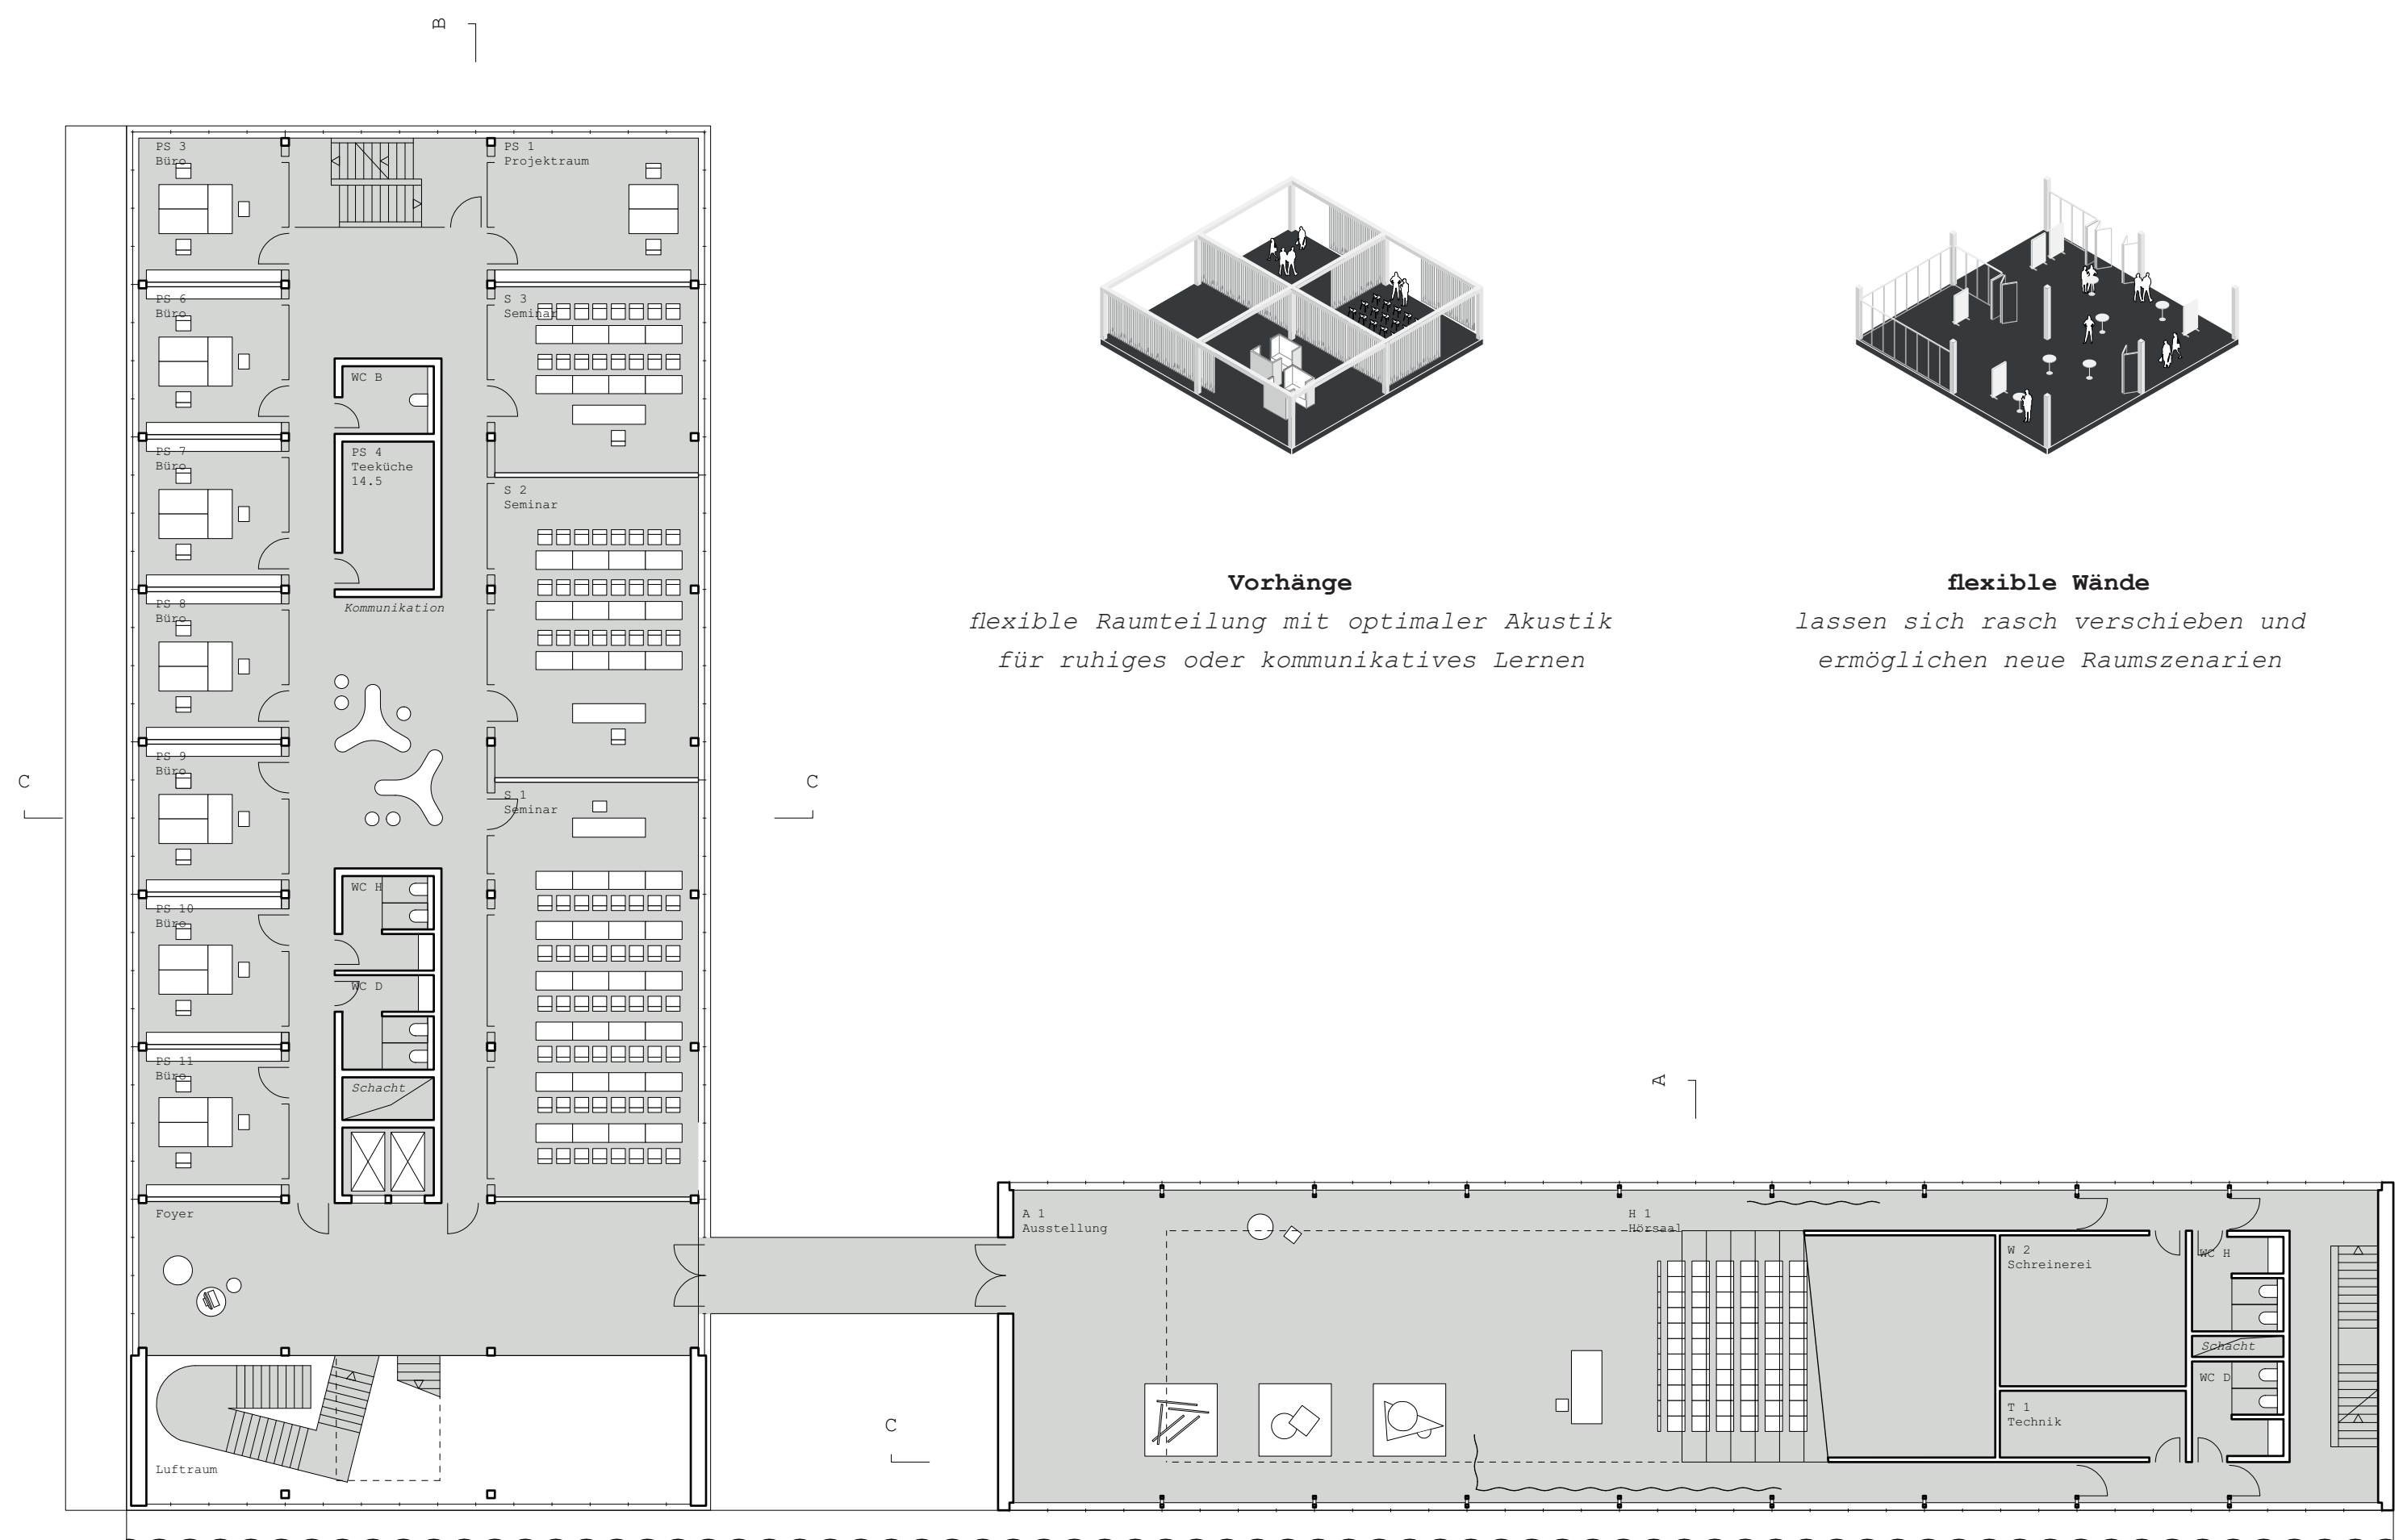 B
PS 3
Büro
PS 1
Projektraum
PS 6
Büro
S 3
Seminar
WC B
PS 7
Büro
PS 4
Teeküche
14.5
S 2
Seminar
PS 8
Büro
Kommunikation
PS 9
Büro
C
C
S 1
Seminar
WC H
PS 10
Büro
WC D
PS 11
Büro
Schacht
Foyer
Luftraum
Vorhänge
flexible Raumteilung mit optimaler Akustik
für ruhiges oder kommunikatives Lernen
flexible Wände
lassen sich rasch verschieben und
ermöglichen neue Raumszenarien
A
A 1
Ausstellung
H 1
Hörsaal
W 2
Schreinerei
WC H
Schacht
WC D
T 1
Technik
C